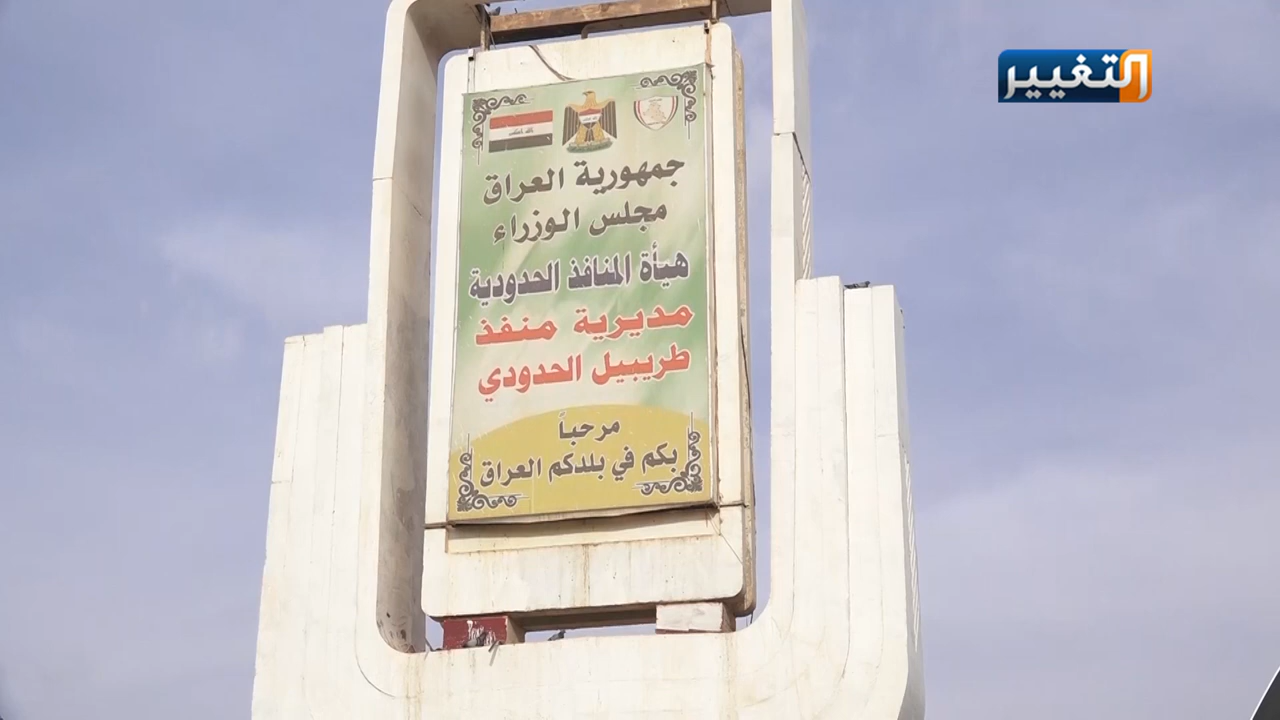 التغيير
جمهورية العراق
مجلس الوزراء
هيأة المنافذ الحدودية
مديرية منفذ
طريبيل الحدودي
مرحباً
بكم في بلدكم العراق